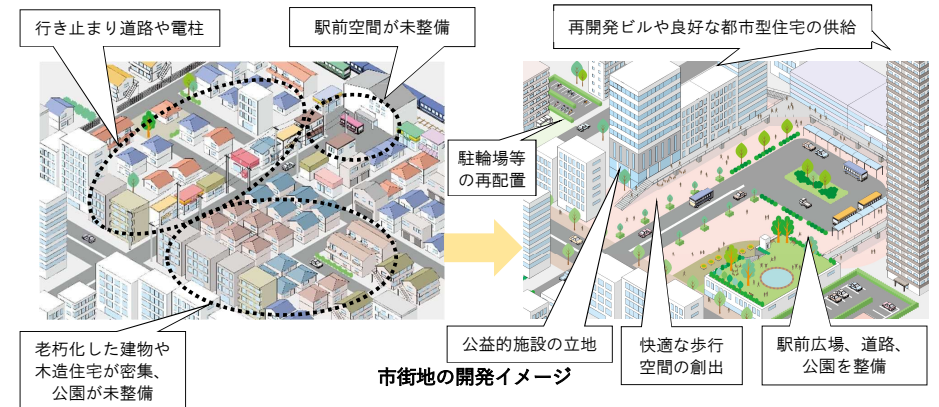 行き止まり道路や電柱
駅前空間が未整備
再開発ビルや良好な都市型住宅の供給
駐輪場等
の再配置
老朽化した建物や
木造住宅が密集、
公園が未整備
公益的施設の立地
快適な歩行
空間の創出
駅前広場、道路、
公園を整備
市街地の開発イメージ